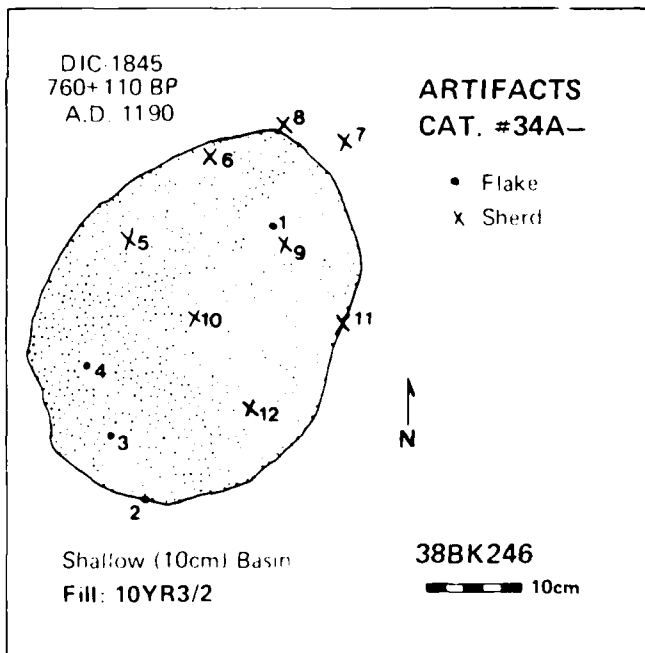 DIC-1845
760+110 BP
A.D. 1190
ARTIFACTS
CAT. #34A—
• Flake
x Sherd
8
7
6
1
5
9
10
11
4
12
3
2
N
Shallow (10cm) Basin
Fill: 10YR3/2
38BK246
10cm